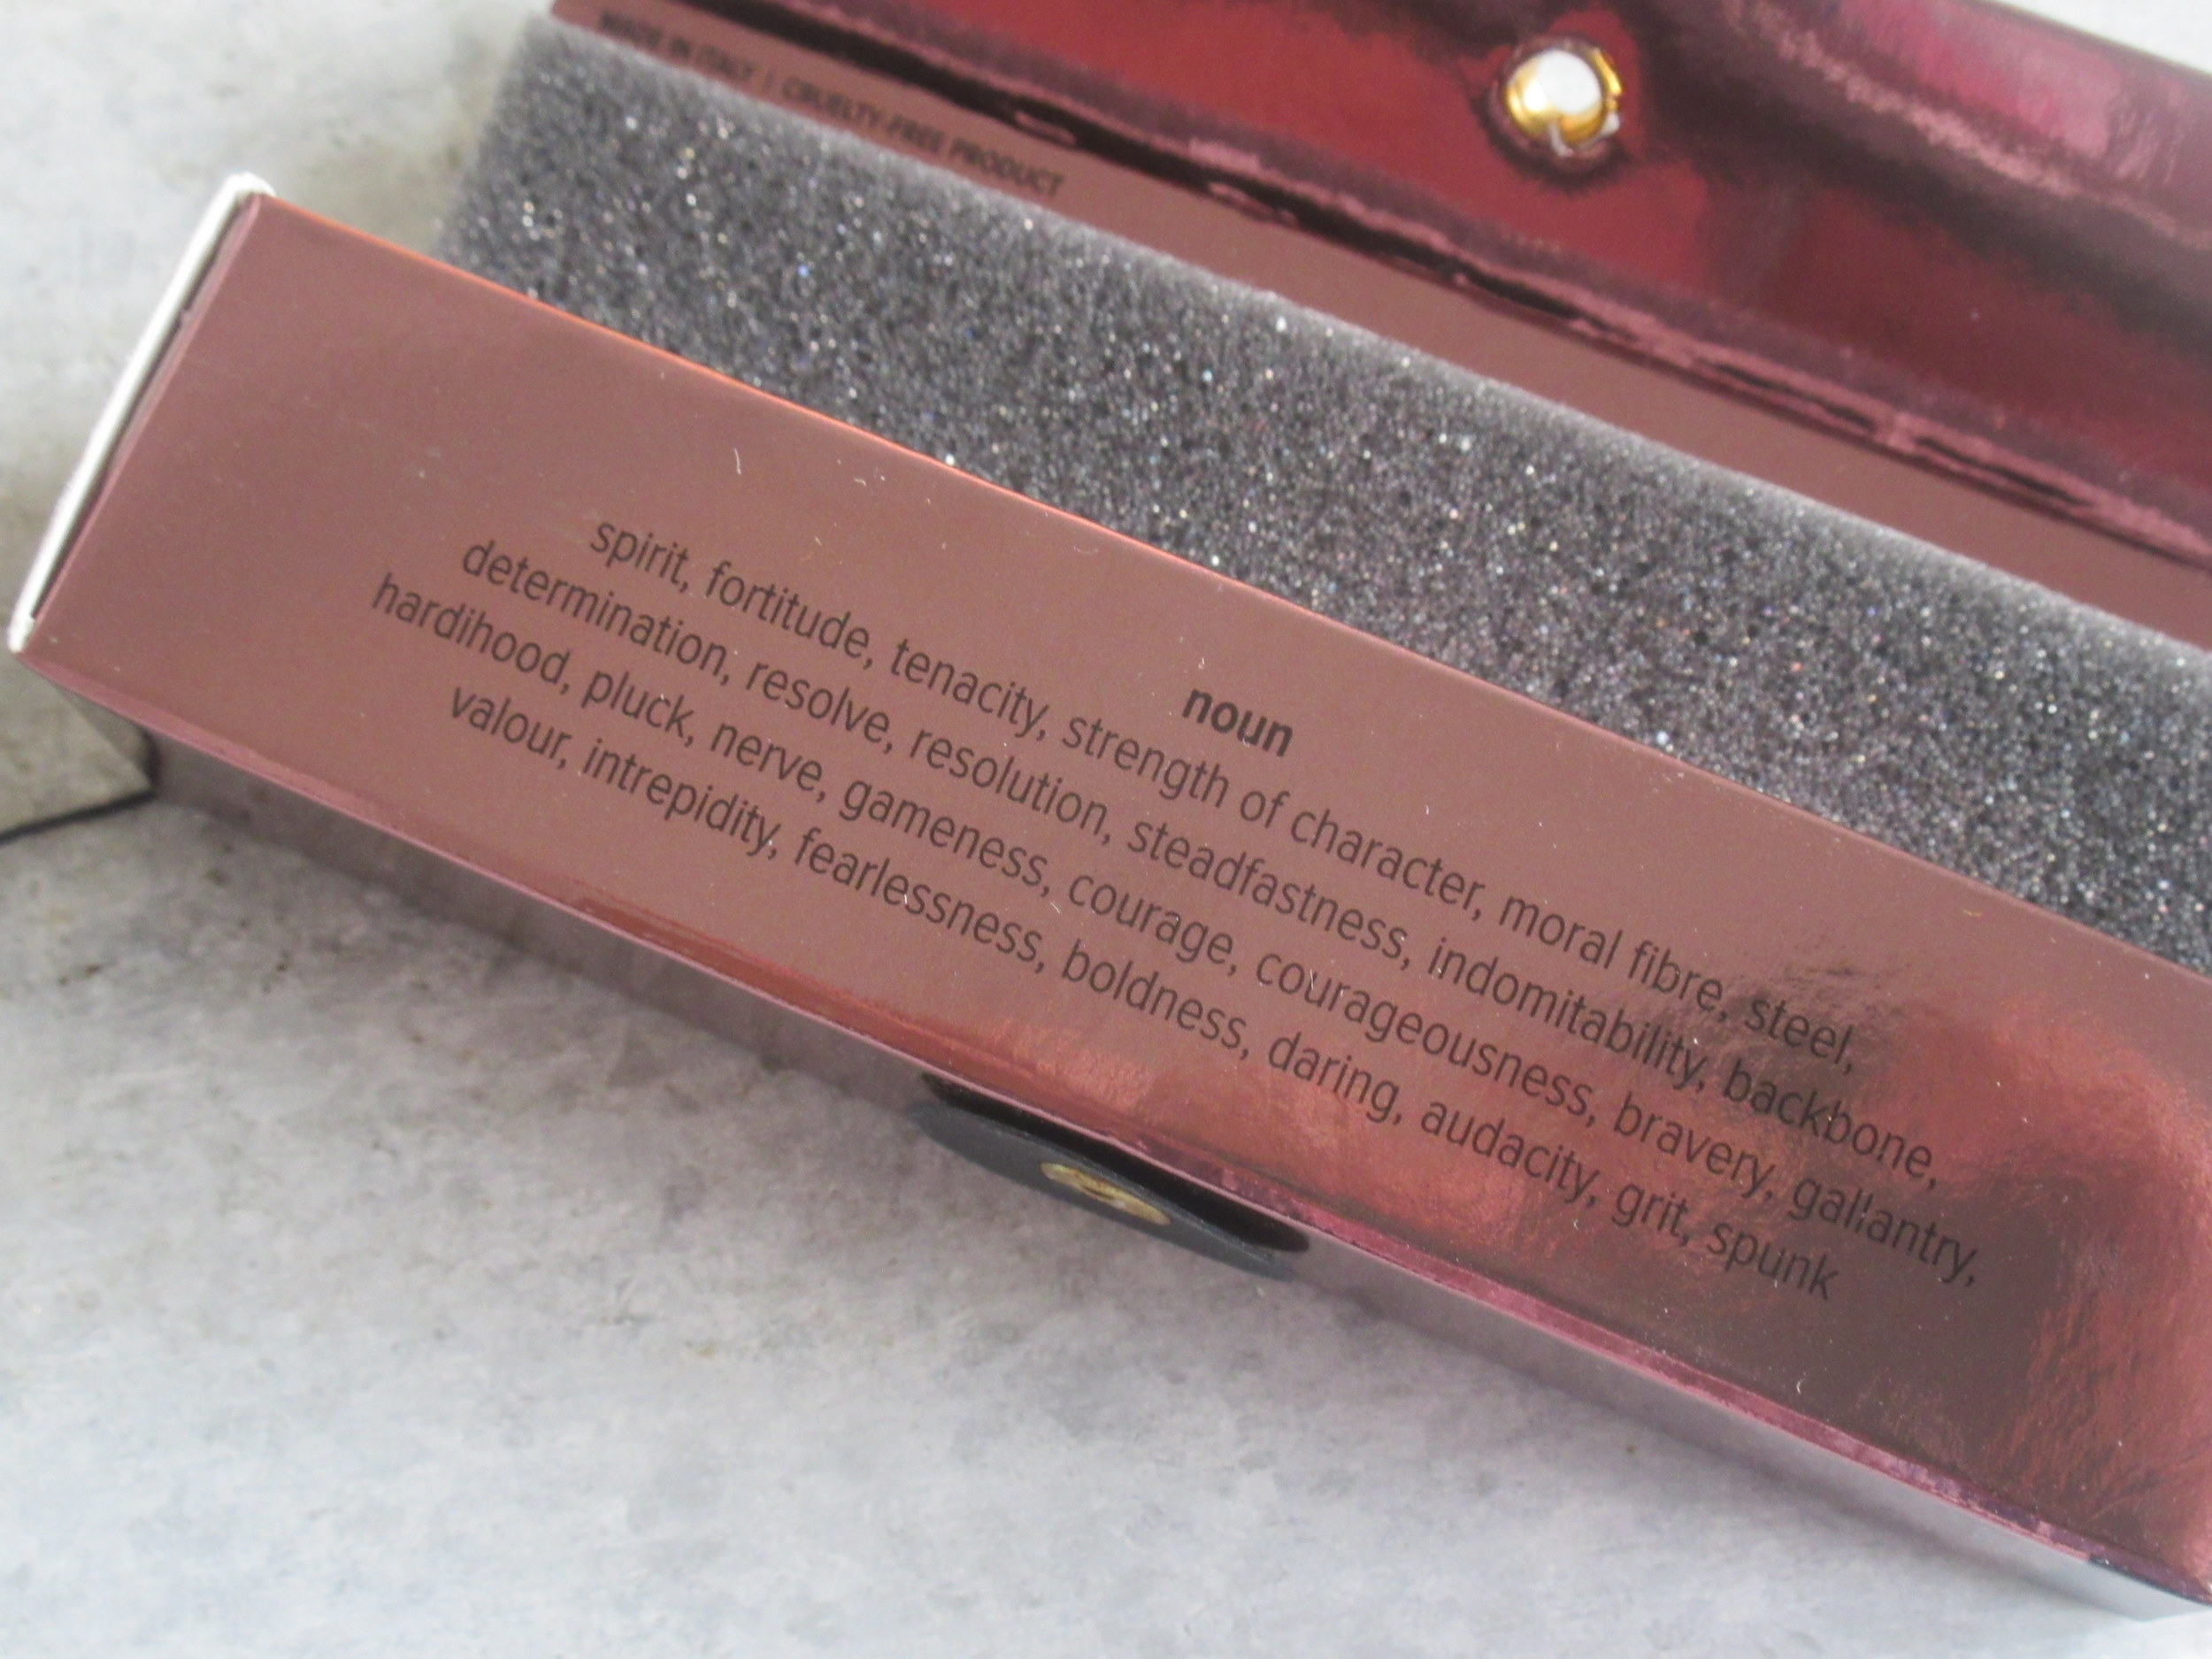 MADE IN ITALY | CRUELTY-FREE PRODUCT
noun
spirit, fortitude, tenacity, strength of character, moral fibre, steel,
determination, resolve, resolution, steadfastness, indomitability, backbone,
hardihood, pluck, nerve, gameness, courage, courageousness, bravery, gallantry,
valour, intrepidity, fearlessness, boldness, daring, audacity, grit, spunk